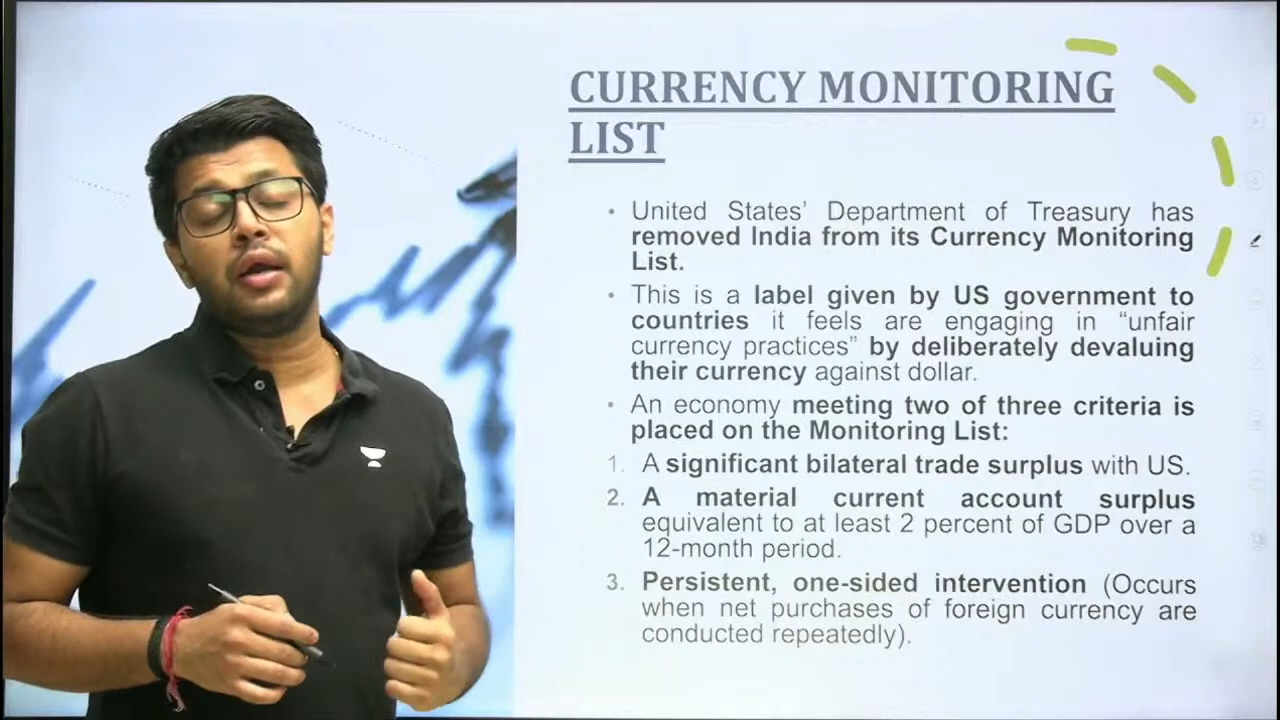 CURRENCY MONITORING
LIST
• United States’ Department of Treasury has
removed India from its Currency Monitoring
List.
• This is a label given by US government to
countries it feels are engaging in “unfair
currency practices” by deliberately devaluing
their currency against dollar.
• An economy meeting two of three criteria is
placed on the Monitoring List:
1. A significant bilateral trade surplus with US.
2. A material current account surplus
equivalent to at least 2 percent of GDP over a
12-month period.
3. Persistent, one-sided intervention (Occurs
when net purchases of foreign currency are
conducted repeatedly).